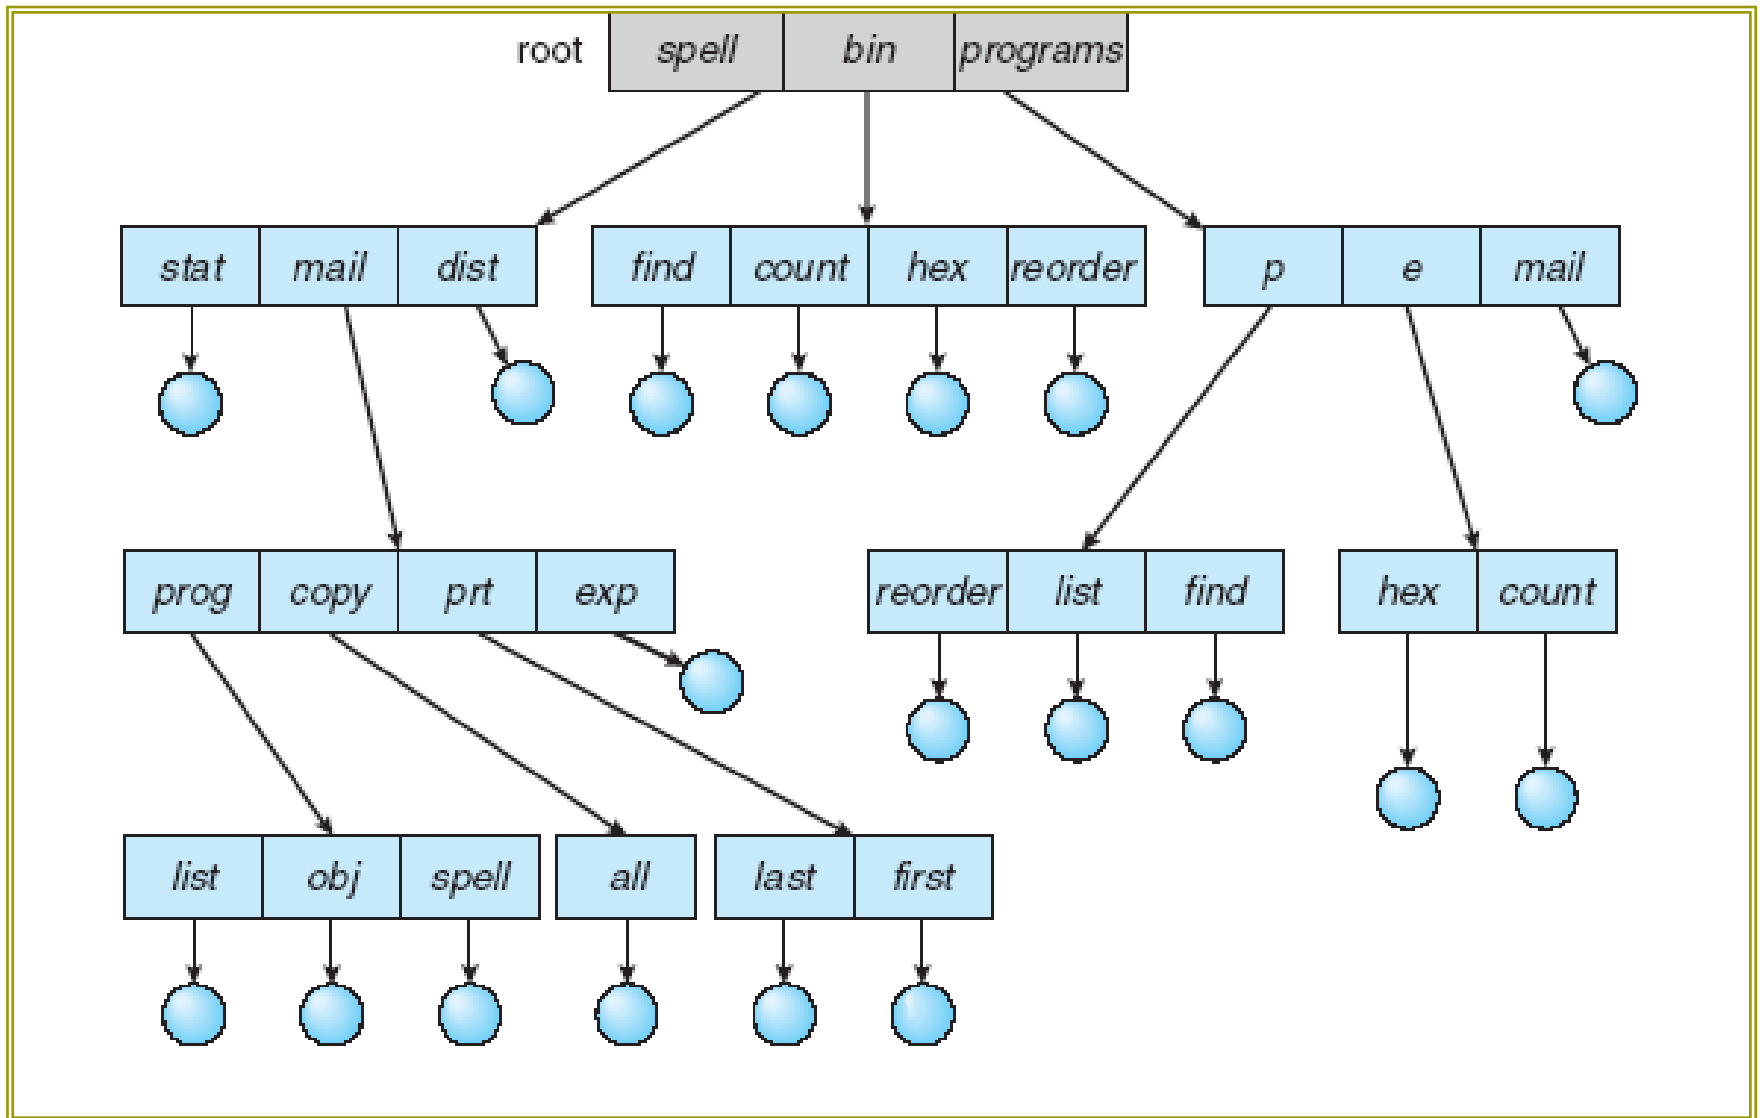 root spell bin programs
stat mail dist find count hex reorder p e mail
prog copy prt exp reorder list find hex count
list obj spell all last first